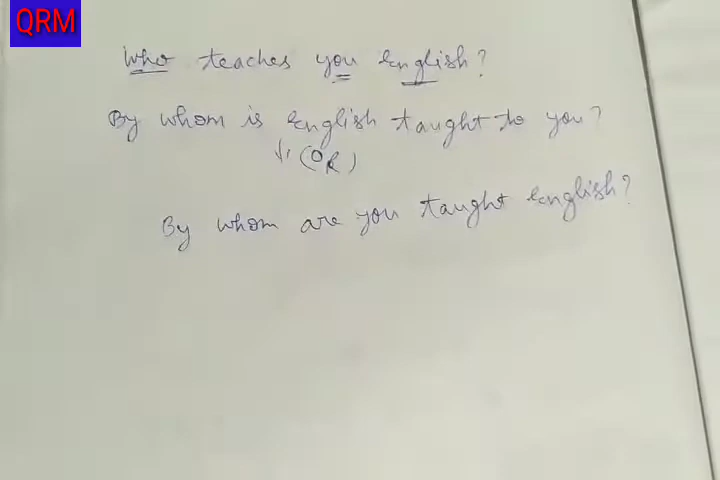 QRM
Who teaches you English?
By whom is English taught to you?
(OR)
By whom are you taught English?